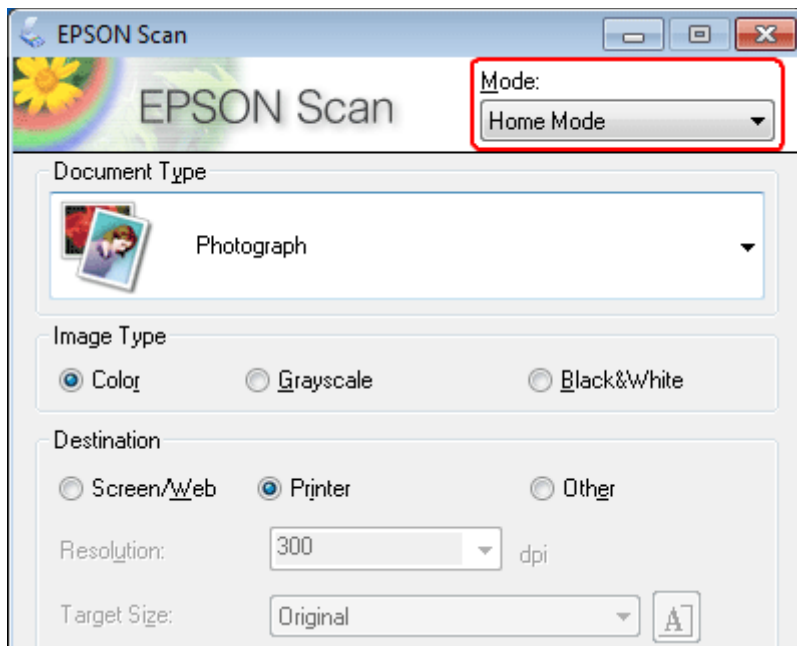 EPSON Scan
EPSON Scan
Mode:
Home Mode
Document Type
Photograph
Image Type
Color Grayscale Black&White
Destination
Screen/Web Printer Other
Resolution: 300 dpi
Target Size: Original A